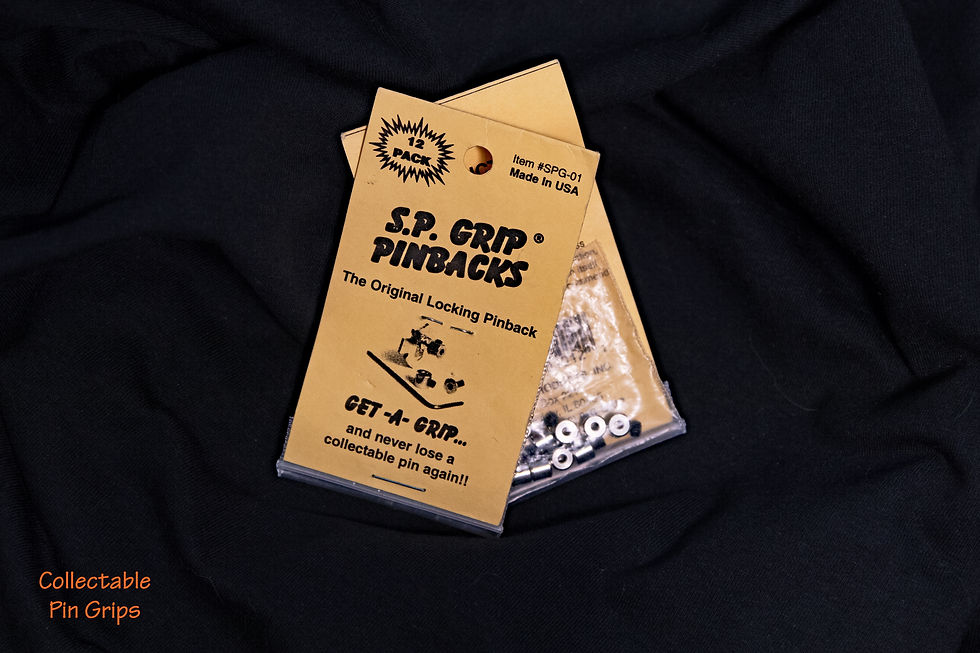 12
PACK
Item #SPG-01
Made In USA
S.P. GRIP®
PINBACKS
The Original Locking Pinback
GET -A- GRIP...
and never lose a
collectable pin again!!
Collectable
Pin Grips